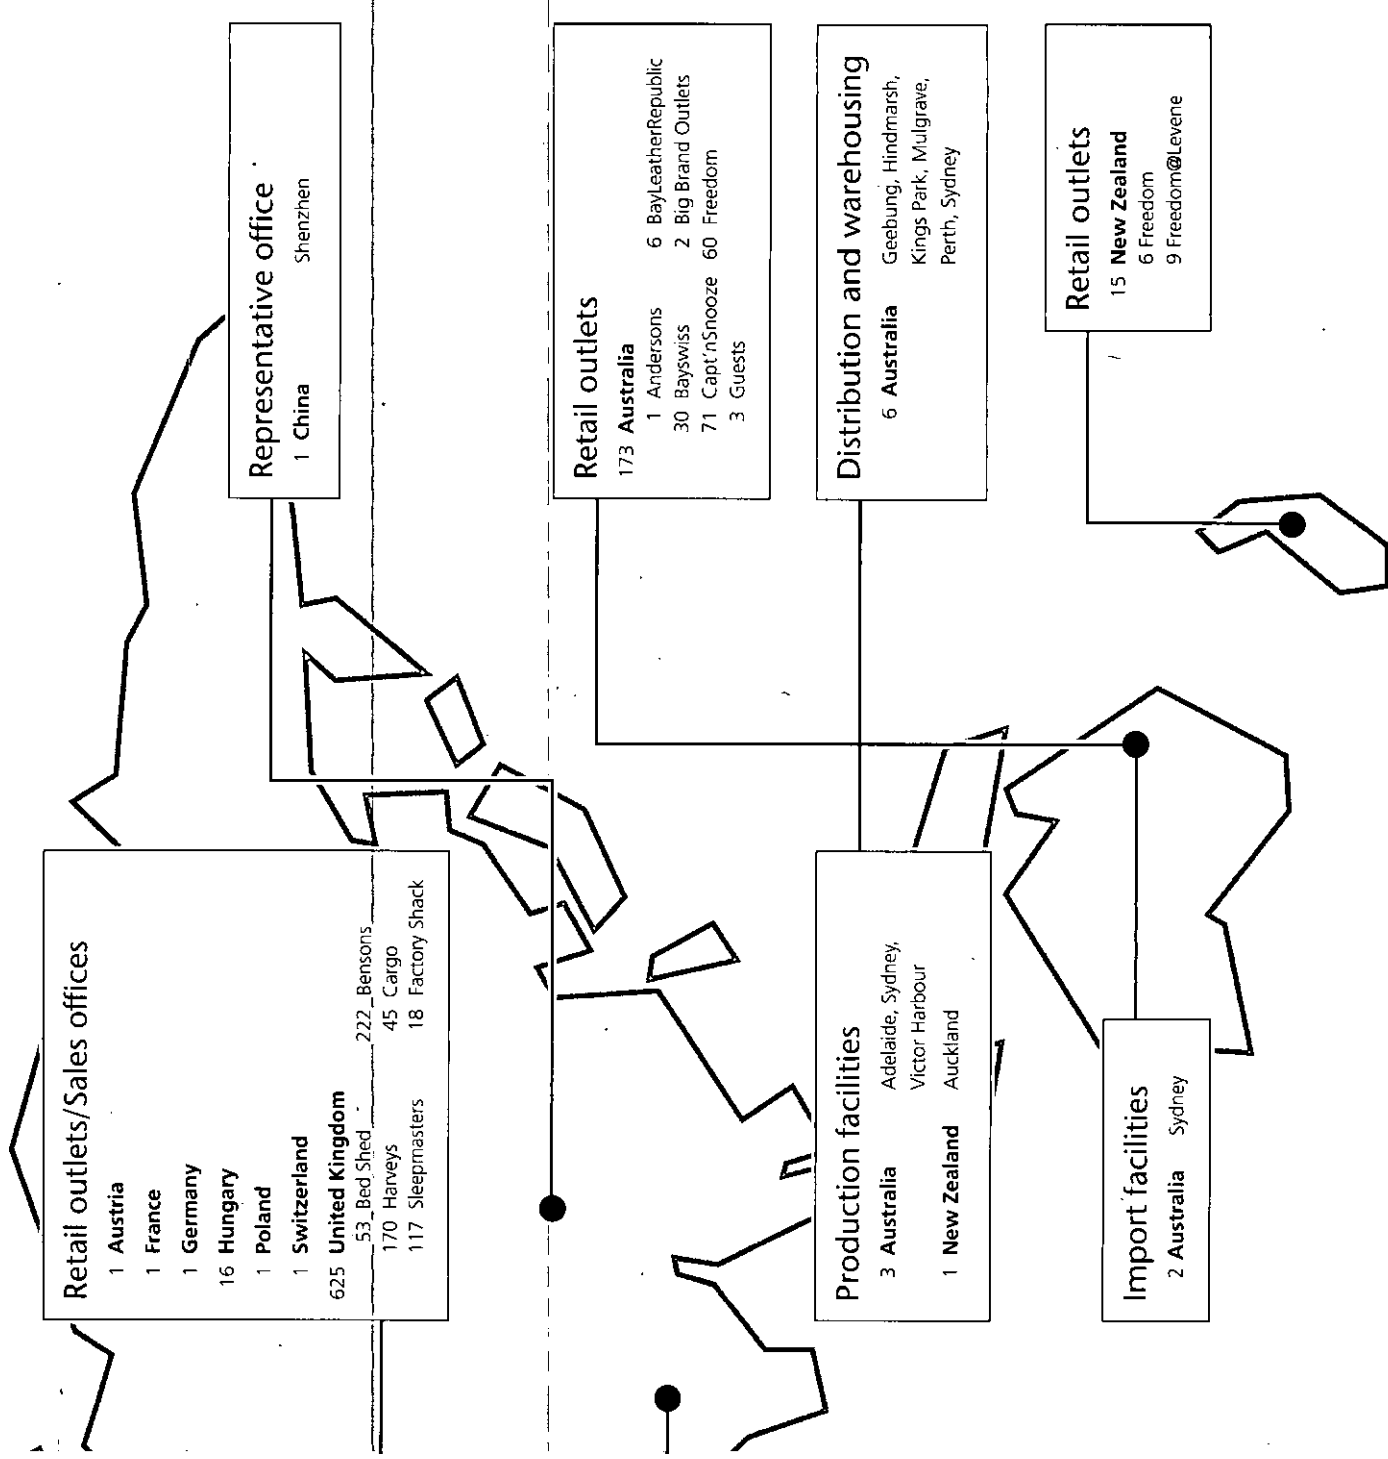 Retail outlets/Sales offices
1 Austria
1 France
1 Germany
16 Hungary
1 Poland
1 Switzerland
625 United Kingdom
53 Bed Shed 222 Bensons
170 Harveys 45 Cargo
117 Sleepmasters 18 Factory Shack
Representative office
1 China Shenzhen
Retail outlets
173 Australia
1 Andersons 6 BayLeatherRepublic
30 Bayswiss 2 Big Brand Outlets
71 Capt'nSnooze 60 Freedom
3 Guests
Production facilities
3 Australia Adelaide, Sydney,
Victor Harbour
1 New Zealand Auckland
Distribution and warehousing
6 Australia Geebung, Hindmarsh,
Kings Park, Mulgrave,
Perth, Sydney
Import facilities
2 Australia Sydney
Retail outlets
15 New Zealand
6 Freedom
9 Freedom@Levene